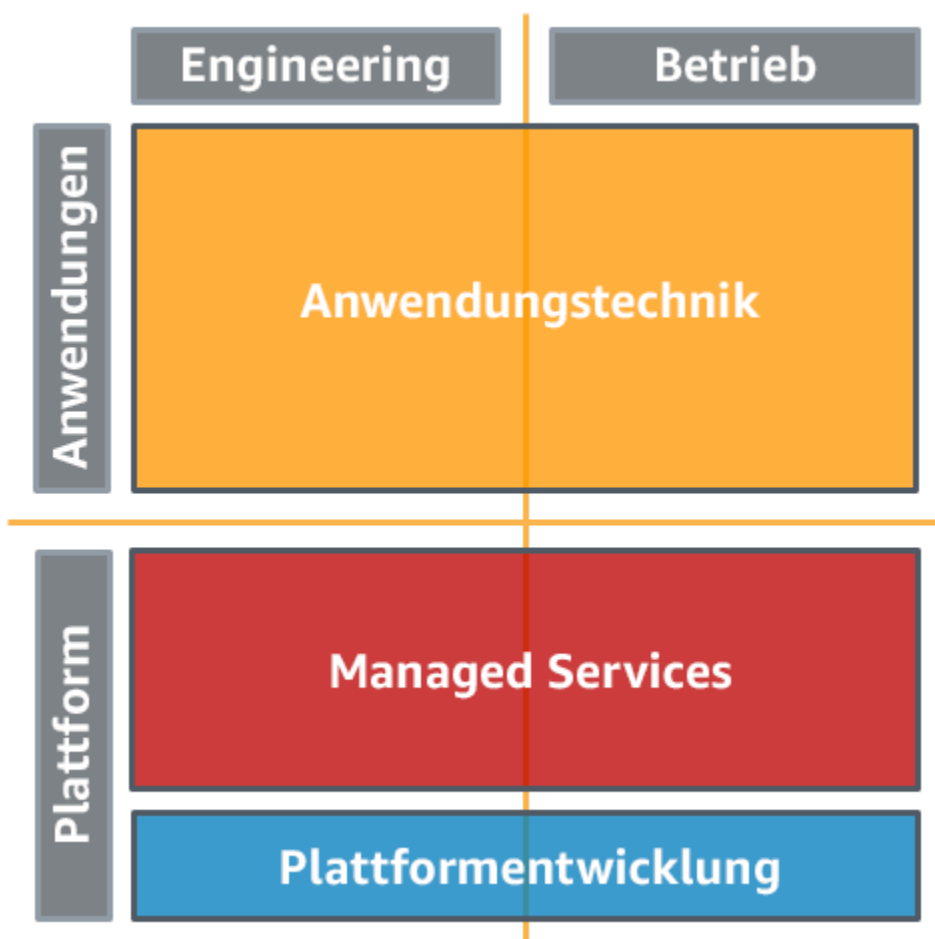 Engineering
Betrieb
Anwendungen
Anwendungstechnik
Plattform
Managed Services
Plattformentwicklung